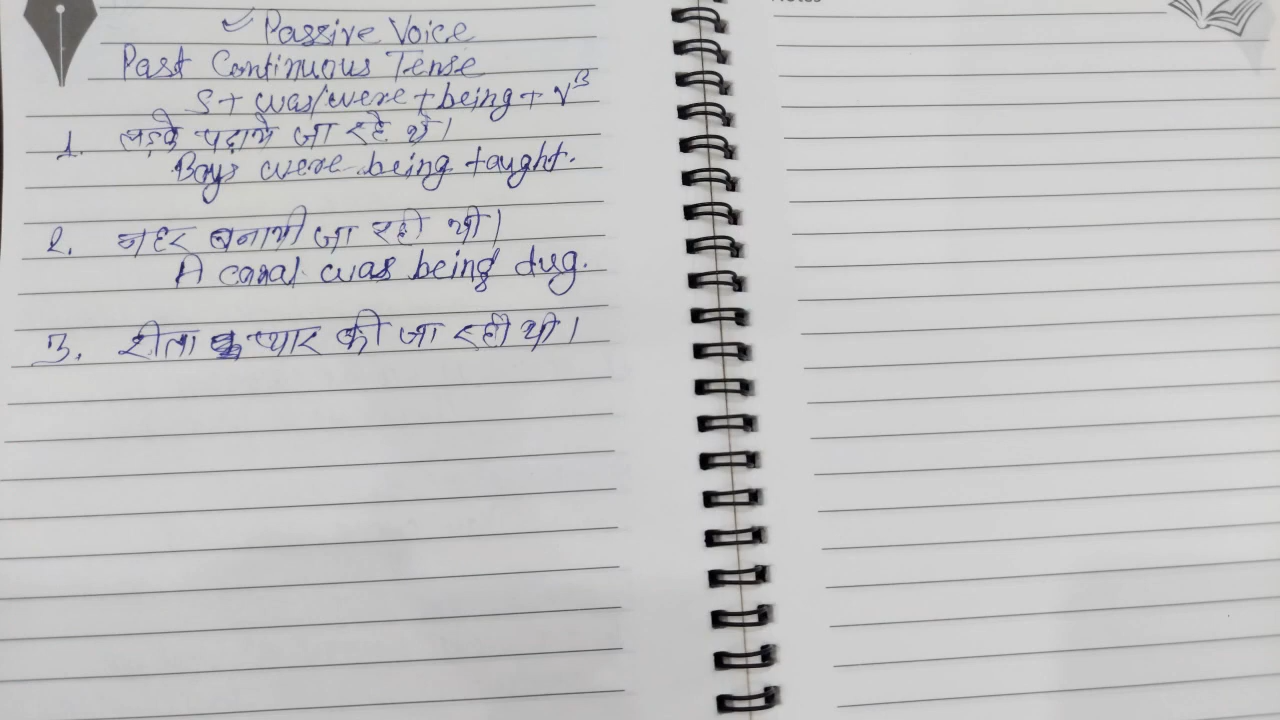 ✓ Passive Voice
Past Continuous Tense
S + was/were + being + V3
1. लड़के पढ़ाये जा रहे थे।
Boys were being taught.
2. नहर बनायी जा रही थी।
A canal was being dug.
3. शीला प्यार की जा रही थी।